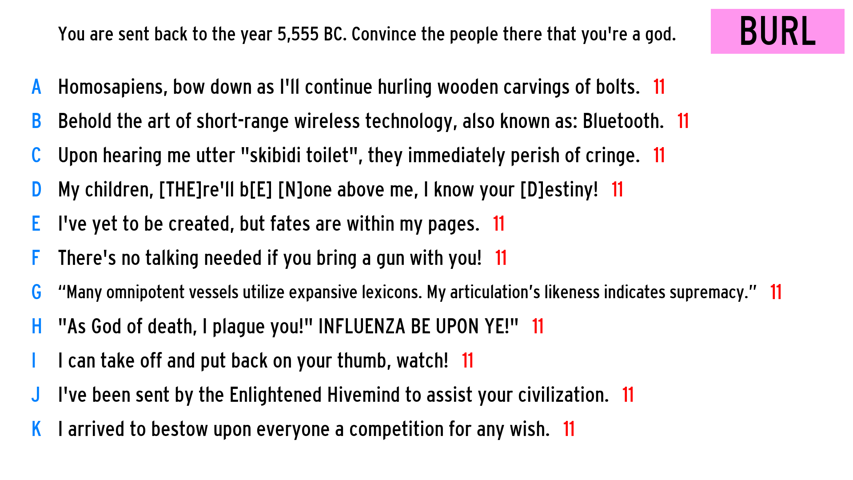 You are sent back to the year 5,555 BC. Convince the people there that you're a god.
BURL
A Homosapiens, bow down as I'll continue hurling wooden carvings of bolts. 11
B Behold the art of short-range wireless technology, also known as: Bluetooth. 11
C Upon hearing me utter "skibidi toilet", they immediately perish of cringe. 11
D My children, [THE]re'll b[E] [N]one above me, I know your [D]estiny! 11
E I've yet to be created, but fates are within my pages. 11
F There's no talking needed if you bring a gun with you! 11
G “Many omnipotent vessels utilize expansive lexicons. My articulation’s likeness indicates supremacy.” 11
H "As God of death, I plague you!" INFLUENZA BE UPON YE!" 11
I I can take off and put back on your thumb, watch! 11
J I've been sent by the Enlightened Hivemind to assist your civilization. 11
K I arrived to bestow upon everyone a competition for any wish. 11